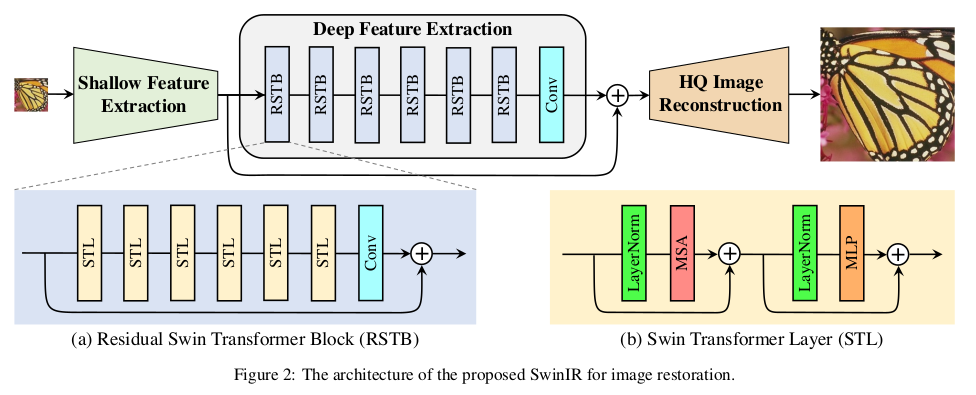 Deep Feature Extraction
Shallow Feature
Extraction
RSTB
RSTB
RSTB
RSTB
RSTB
RSTB
Conv
HQ Image
Reconstruction
STL
STL
STL
STL
STL
STL
Conv
LayerNorm
MSA
LayerNorm
MLP
(a) Residual Swin Transformer Block (RSTB)
(b) Swin Transformer Layer (STL)
Figure 2: The architecture of the proposed SwinIR for image restoration.